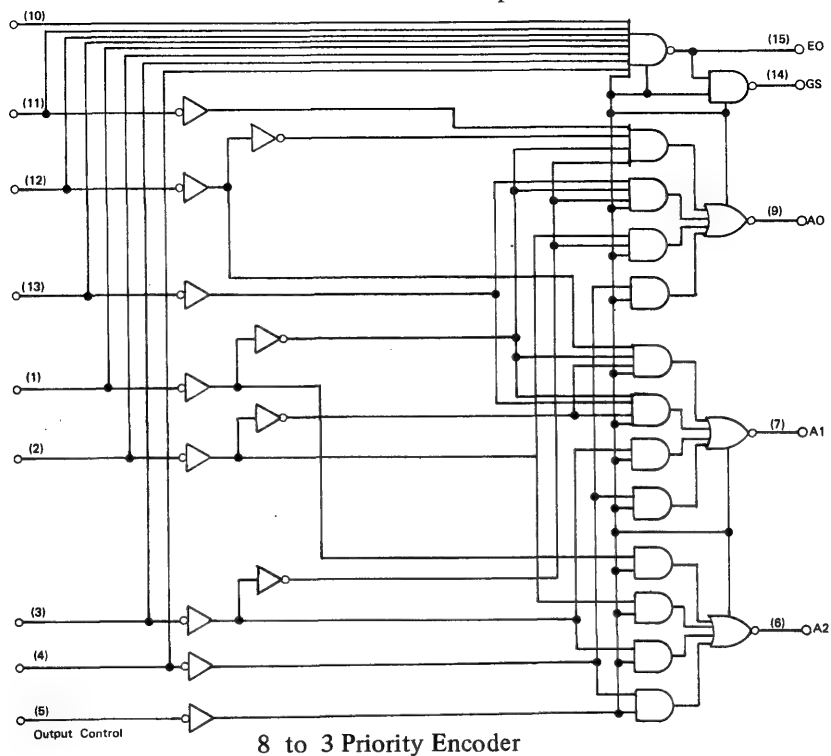 (10)
(15) EO
(14) GS
(11)
(12)
(9) A0
(13)
(1)
(7) A1
(2)
(3)
(6) A2
(4)
(5)
Output Control
8 to 3 Priority Encoder